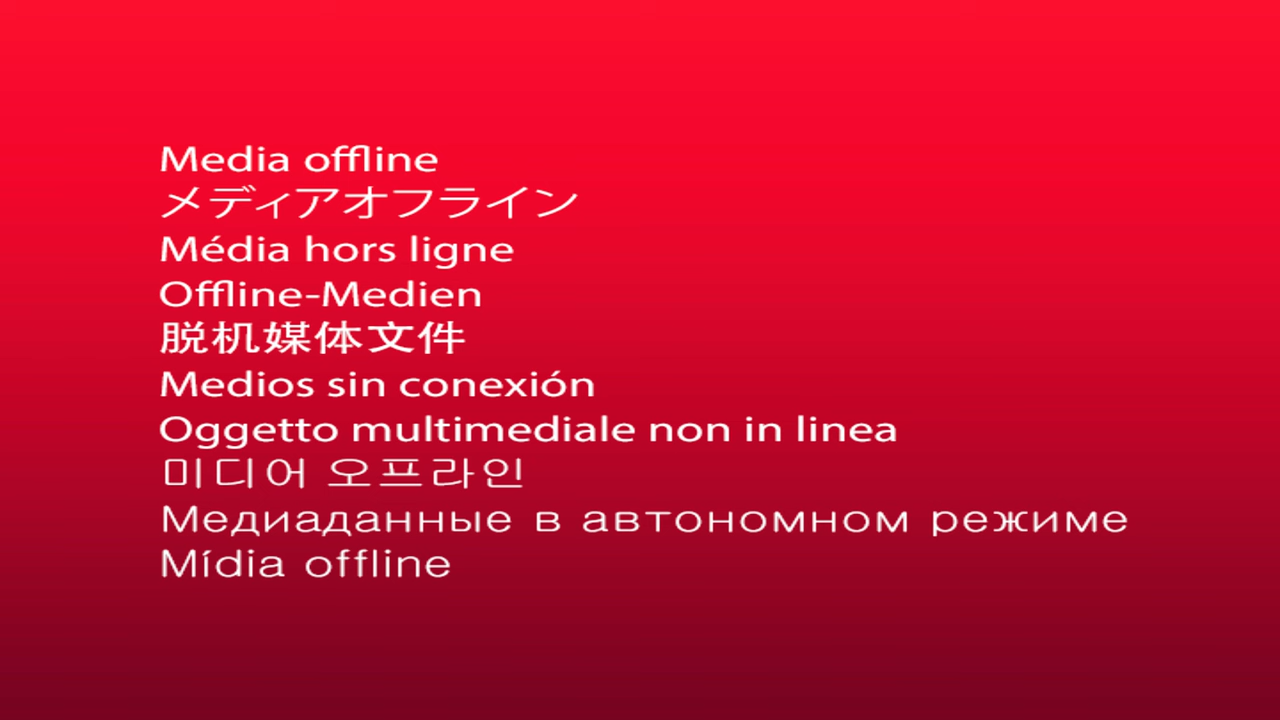 Media offline
メディアオフライン
Média hors ligne
Offline-Medien
脱机媒体文件
Medios sin conexión
Oggetto multimediale non in linea
미디어 오프라인
Медиаданные в автономном режиме
Mídia offline